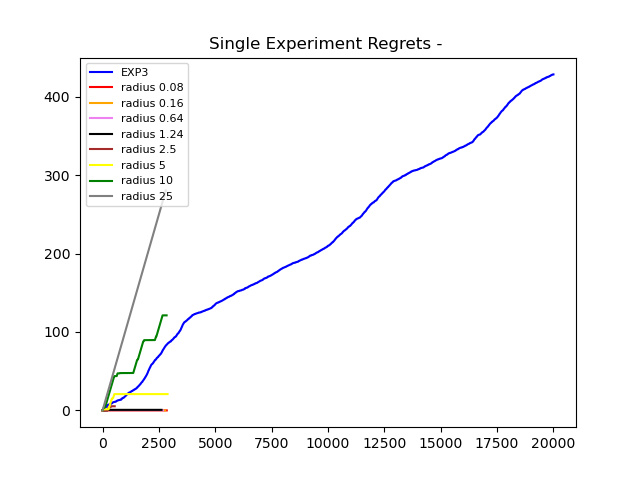 Single Experiment Regrets -
EXP3
radius 0.08
radius 0.16
radius 0.64
radius 1.24
radius 2.5
radius 5
radius 10
radius 25
400
300
200
100
0
0 2500 5000 7500 10000 12500 15000 17500 20000